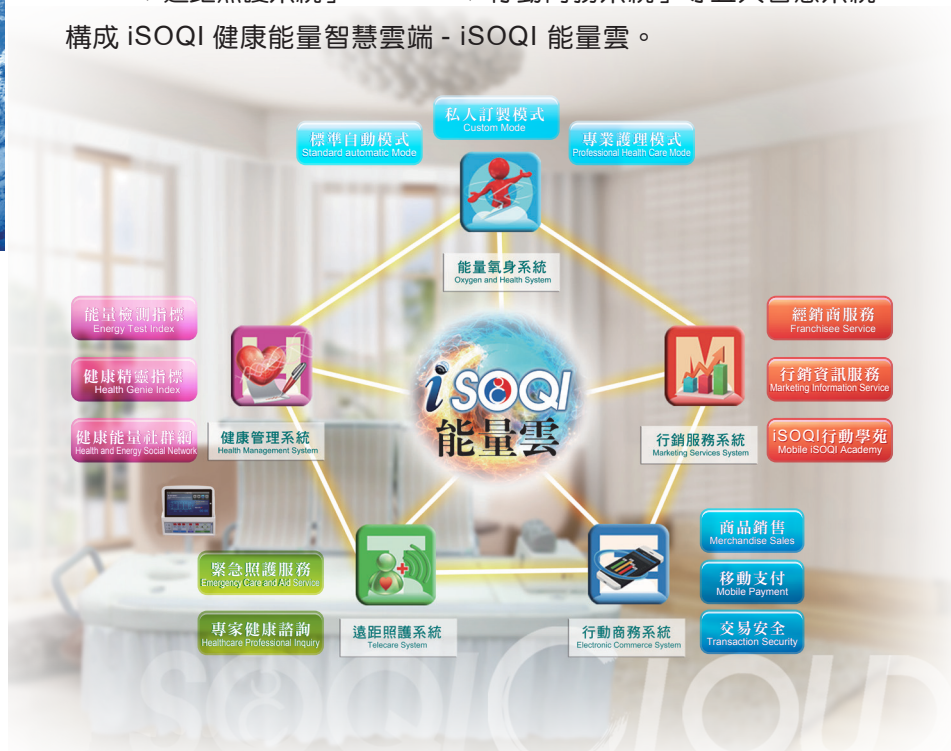 構成 iSOQI 健康能量智慧雲端 - iSOQI 能量雲。
私人訂製模式
Custom Mode
標準自動模式
Standard automatic Mode
專業護理模式
Professional Health Care Mode
能量氧身系統
Oxygen and Health System
能量檢測指標
Energy Test Index
健康精靈指標
Health Genie Index
健康能量社群網
Health and Energy Social Network
H
健康管理系統
Health Management System
iSOQI
能量雲
M
行銷服務系統
Marketing Services System
經銷商服務
Franchisee Service
行銷資訊服務
Marketing Information Service
iSOQI行動學苑
Mobile iSOQI Academy
緊急照護服務
Emergency Care and Aid Service
專家健康諮詢
Healthcare Professional Inquiry
遠距照護系統
Telecare System
行動商務系統
Electronic Commerce System
商品銷售
Merchandise Sales
移動支付
Mobile Payment
交易安全
Transaction Security
iSOQI Cloud